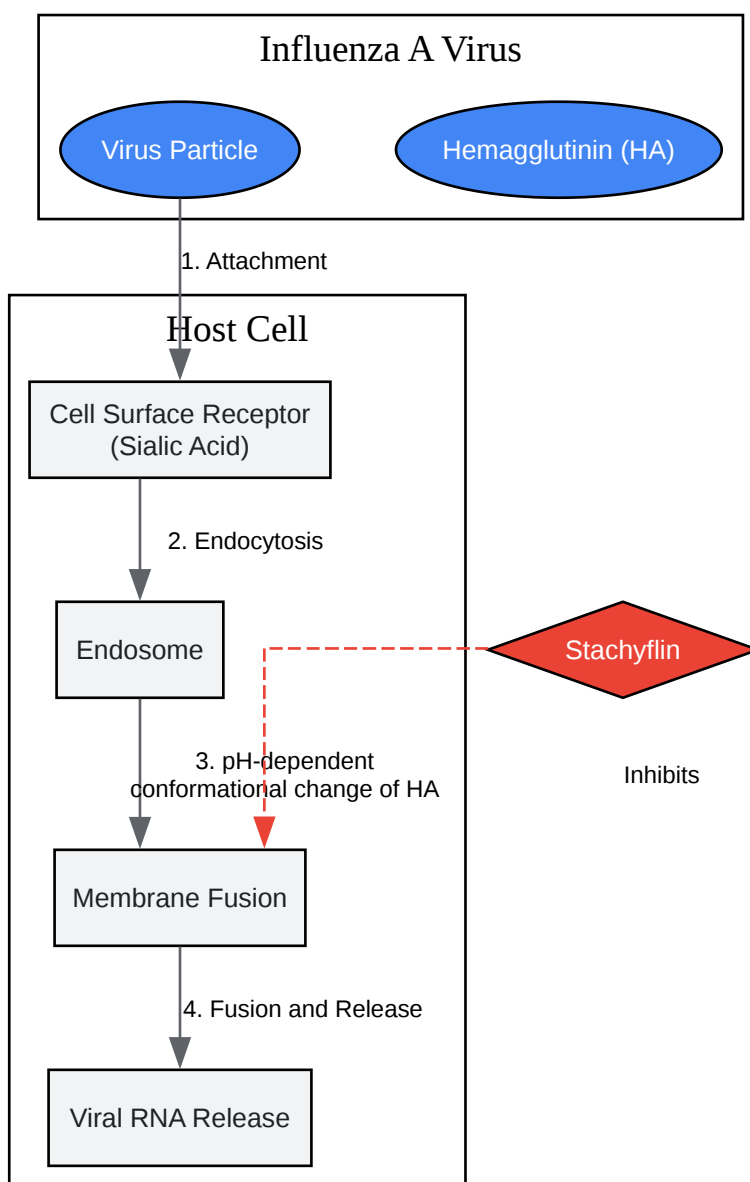 Influenza A Virus
Virus Particle
Hemagglutinin (HA)
1. Attachment
Host Cell
Cell Surface Receptor
(Sialic Acid)
2. Endocytosis
Endosome
Stachyflin
3. pH-dependent
conformational change of HA
Inhibits
Membrane Fusion
4. Fusion and Release
Viral RNA Release